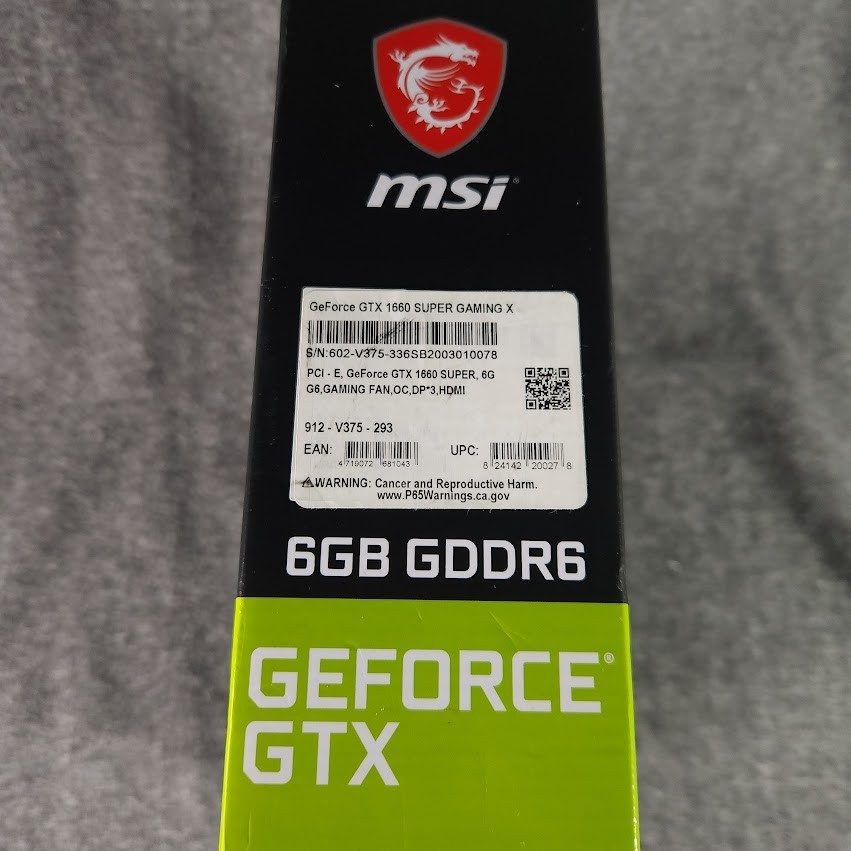 msi
GeForce GTX 1660 SUPER GAMING X
S/N:602-V375-336SB2003010078
PCI - E, GeForce GTX 1660 SUPER, 6G
G6,GAMING FAN,OC,DP*3,HDMI
912 - V375 - 293
EAN: 4 719072 681043 UPC: 8 24142 20027 8
⚠WARNING: Cancer and Reproductive Harm.
www.P65Warnings.ca.gov
6GB GDDR6
GEFORCE®
GTX